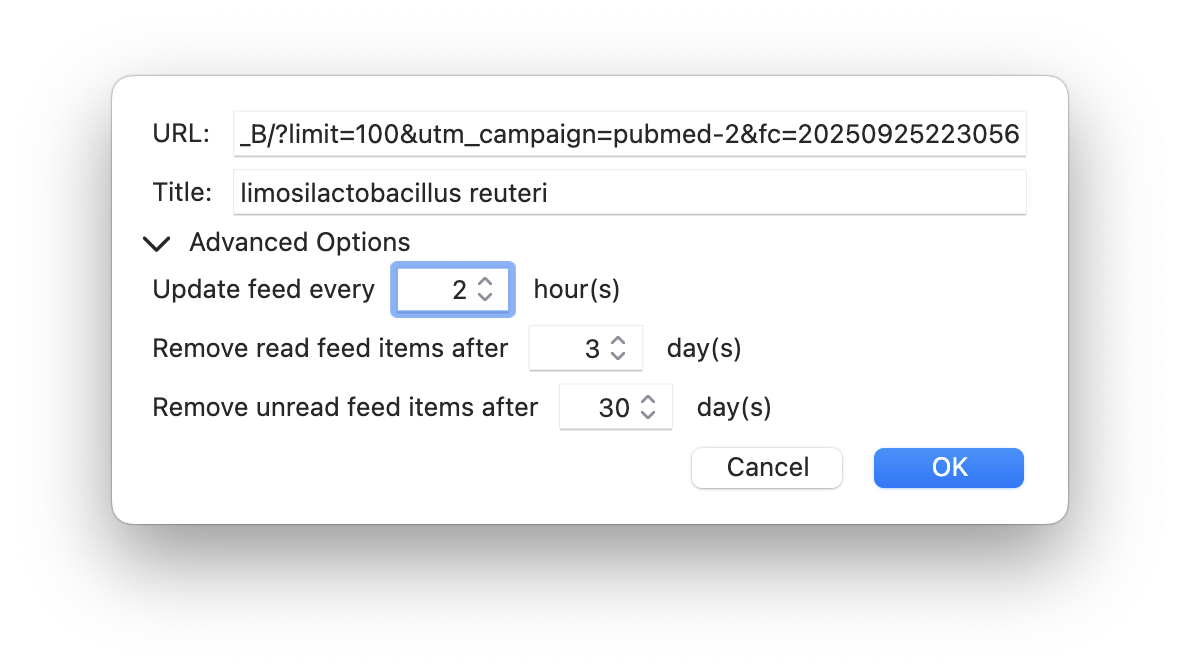 URL: _B/?limit=100&utm_campaign=pubmed-2&fc=20250925223056
Title: limosilactobacillus reuteri
Advanced Options
Update feed every 2 hour(s)
Remove read feed items after 3 day(s)
Remove unread feed items after 30 day(s)
Cancel OK